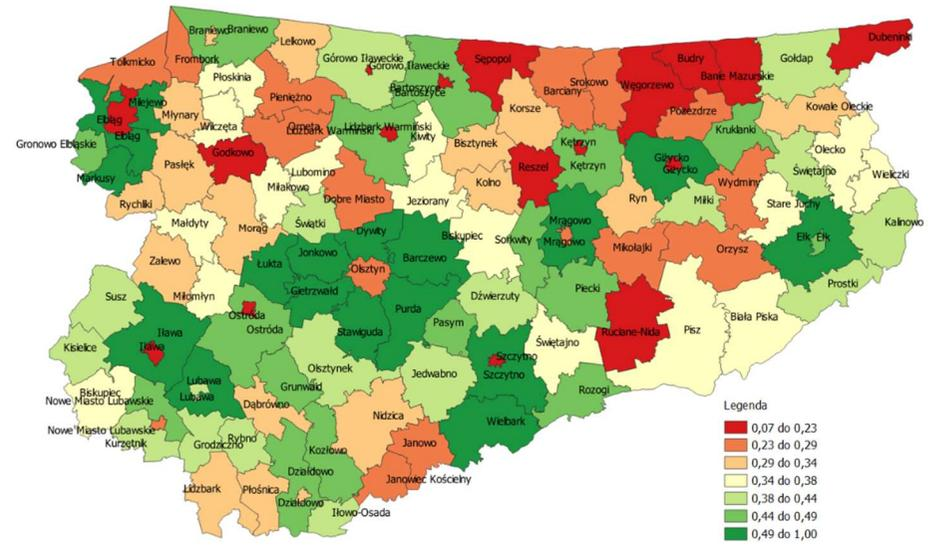 Braniewo Braniewo
Lelkowo
Dubeninki
Tolkmicko
Frombork
Górowo Iławeckie
Górowo Iławeckie
Sępopol
Budry
Gołdap
Płoskinia
Banie Mazurskie
Bartoszyce
Bartoszyce
Barciany
Srokowo
Węgorzewo
Milejewo
Pieniężno
Młynary
Korsze
Pozezdrze
Kowale Oleckie
Elbląg
Elbląg
Wilczęta
Orneta
Lidzbark Warmiński
Lidzbark Warmiński
Kiwity
Kruklanki
Gronowo Elbląskie
Godkowo
Bisztynek
Kętrzyn
Kętrzyn
Olecko
Pasłęk
Lubomino
Reszel
Giżycko
Giżycko
Świętajno
Wieliczki
Markusy
Miłakowo
Kolno
Wydminy
Rychliki
Dobre Miasto
Jeziorany
Ryn
Miłki
Stare Juchy
Małdyty
Morąg
Świątki
Dywity
Biskupiec
Sorkwity
Mrągowo
Mrągowo
Kalinowo
Ełk Ełk
Zalewo
Łukta
Jonkowo
Olsztyn
Barczewo
Mikołajki
Orzysz
Susz
Miłomłyn
Gietrzwałd
Dźwierzuty
Piecki
Prostki
Ostróda
Ostróda
Purda
Iława
Iława
Stawiguda
Pasym
Ruciane-Nida
Pisz
Biała Piska
Kisielice
Szczytno
Szczytno
Świętajno
Lubawa
Lubawa
Olsztynek
Jedwabno
Biskupiec
Nowe Miasto Lubawskie
Grunwald
Rozogi
Dąbrówno
Nidzica
Wielbark
Nowe Miasto Lubawskie
Kurzętnik
Grodziczno
Rybno
Kozłowo
Janowo
Działdowo
Janowiec Kościelny
Lidzbark
Płośnica
Działdowo
Iłowo-Osada
Legenda
0,07 do 0,23
0,23 do 0,29
0,29 do 0,34
0,34 do 0,38
0,38 do 0,44
0,44 do 0,49
0,49 do 1,00